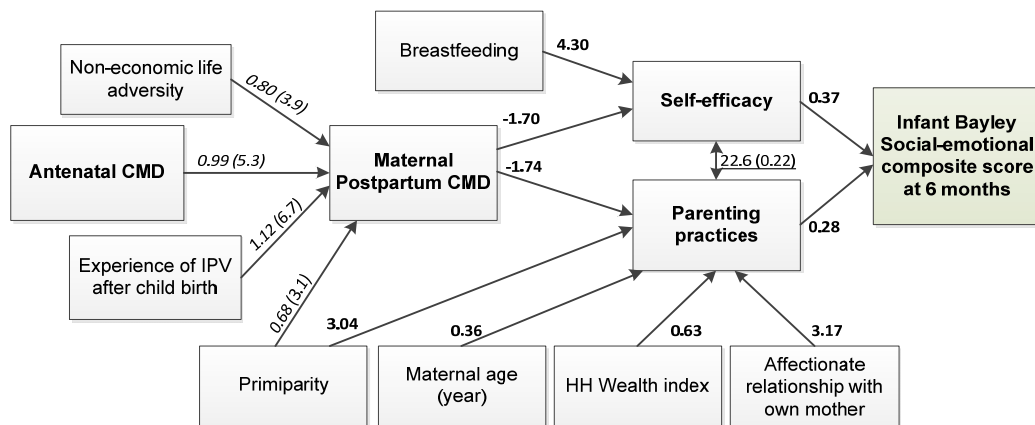 Breastfeeding
4.30
Non-economic life
adversity
0.80 (3.9)
Self-efficacy
0.37
Infant Bayley
Social-emotional
composite score
at 6 months
-1.70
Antenatal CMD
0.99 (5.3)
Maternal
Postpartum CMD
-1.74
22.6 (0.22)
Parenting
practices
0.28
Experience of IPV
after child birth
1.12 (6.7)
0.68 (3.1)
3.04
0.36
0.63
3.17
Primiparity
Maternal age
(year)
HH Wealth index
Affectionate
relationship with
own mother